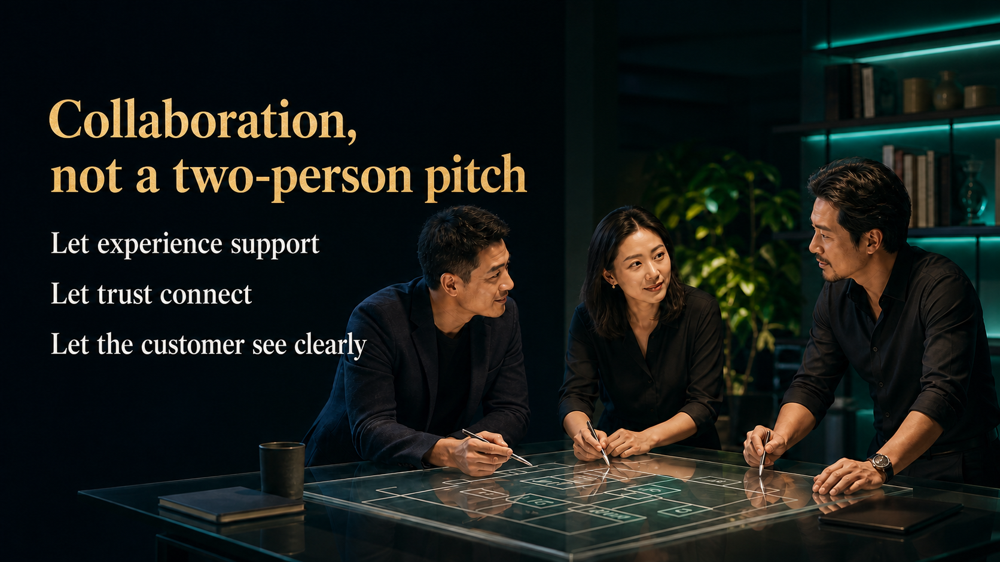 Collaboration,
not a two-person pitch
Let experience support
Let trust connect
Let the customer see clearly